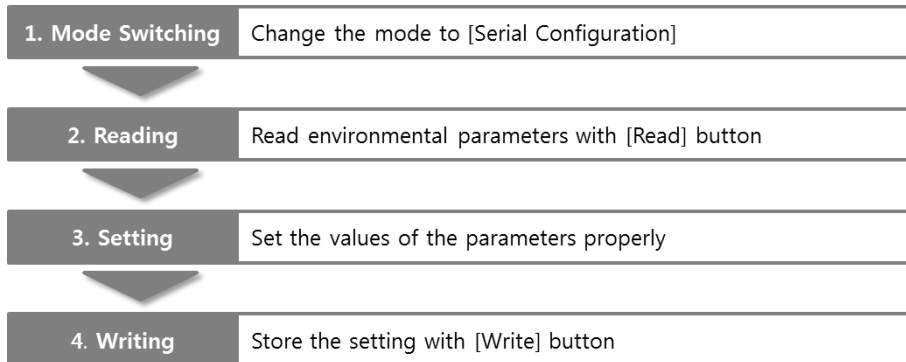 1. Mode Switching Change the mode to [Serial Configuration]
2. Reading Read environmental parameters with [Read] button
3. Setting Set the values of the parameters properly
4. Writing Store the setting with [Write] button